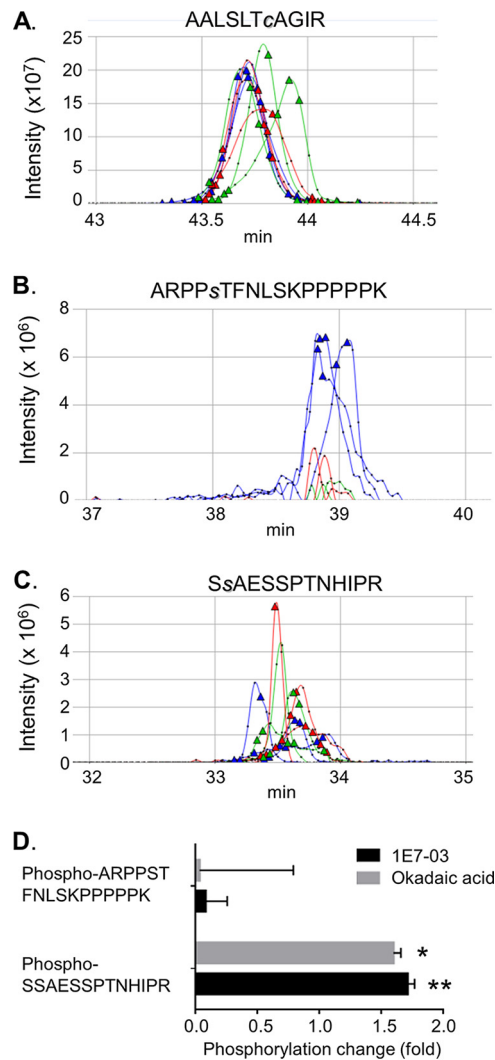 A.
AALSLTcAGIR
Intensity (x10⁷)
25
20
15
10
5
0
43 43.5 44 44.5
min
B.
ARPPsTFNLSKPPPPPK
Intensity (x 10⁶)
8
6
4
2
0
37 38 39 40
min
C.
SsAESSPTNHIPR
Intensity (x 10⁶)
6
5
4
3
2
1
0
32 33 34 35
min
D.
1E7-03
Okadaic acid
Phospho-ARPPST
FNLSKPPPPPK
Phospho-
SSAESSPTNHIPR
*
**
0.0 0.5 1.0 1.5 2.0
Phosphorylation change (fold)